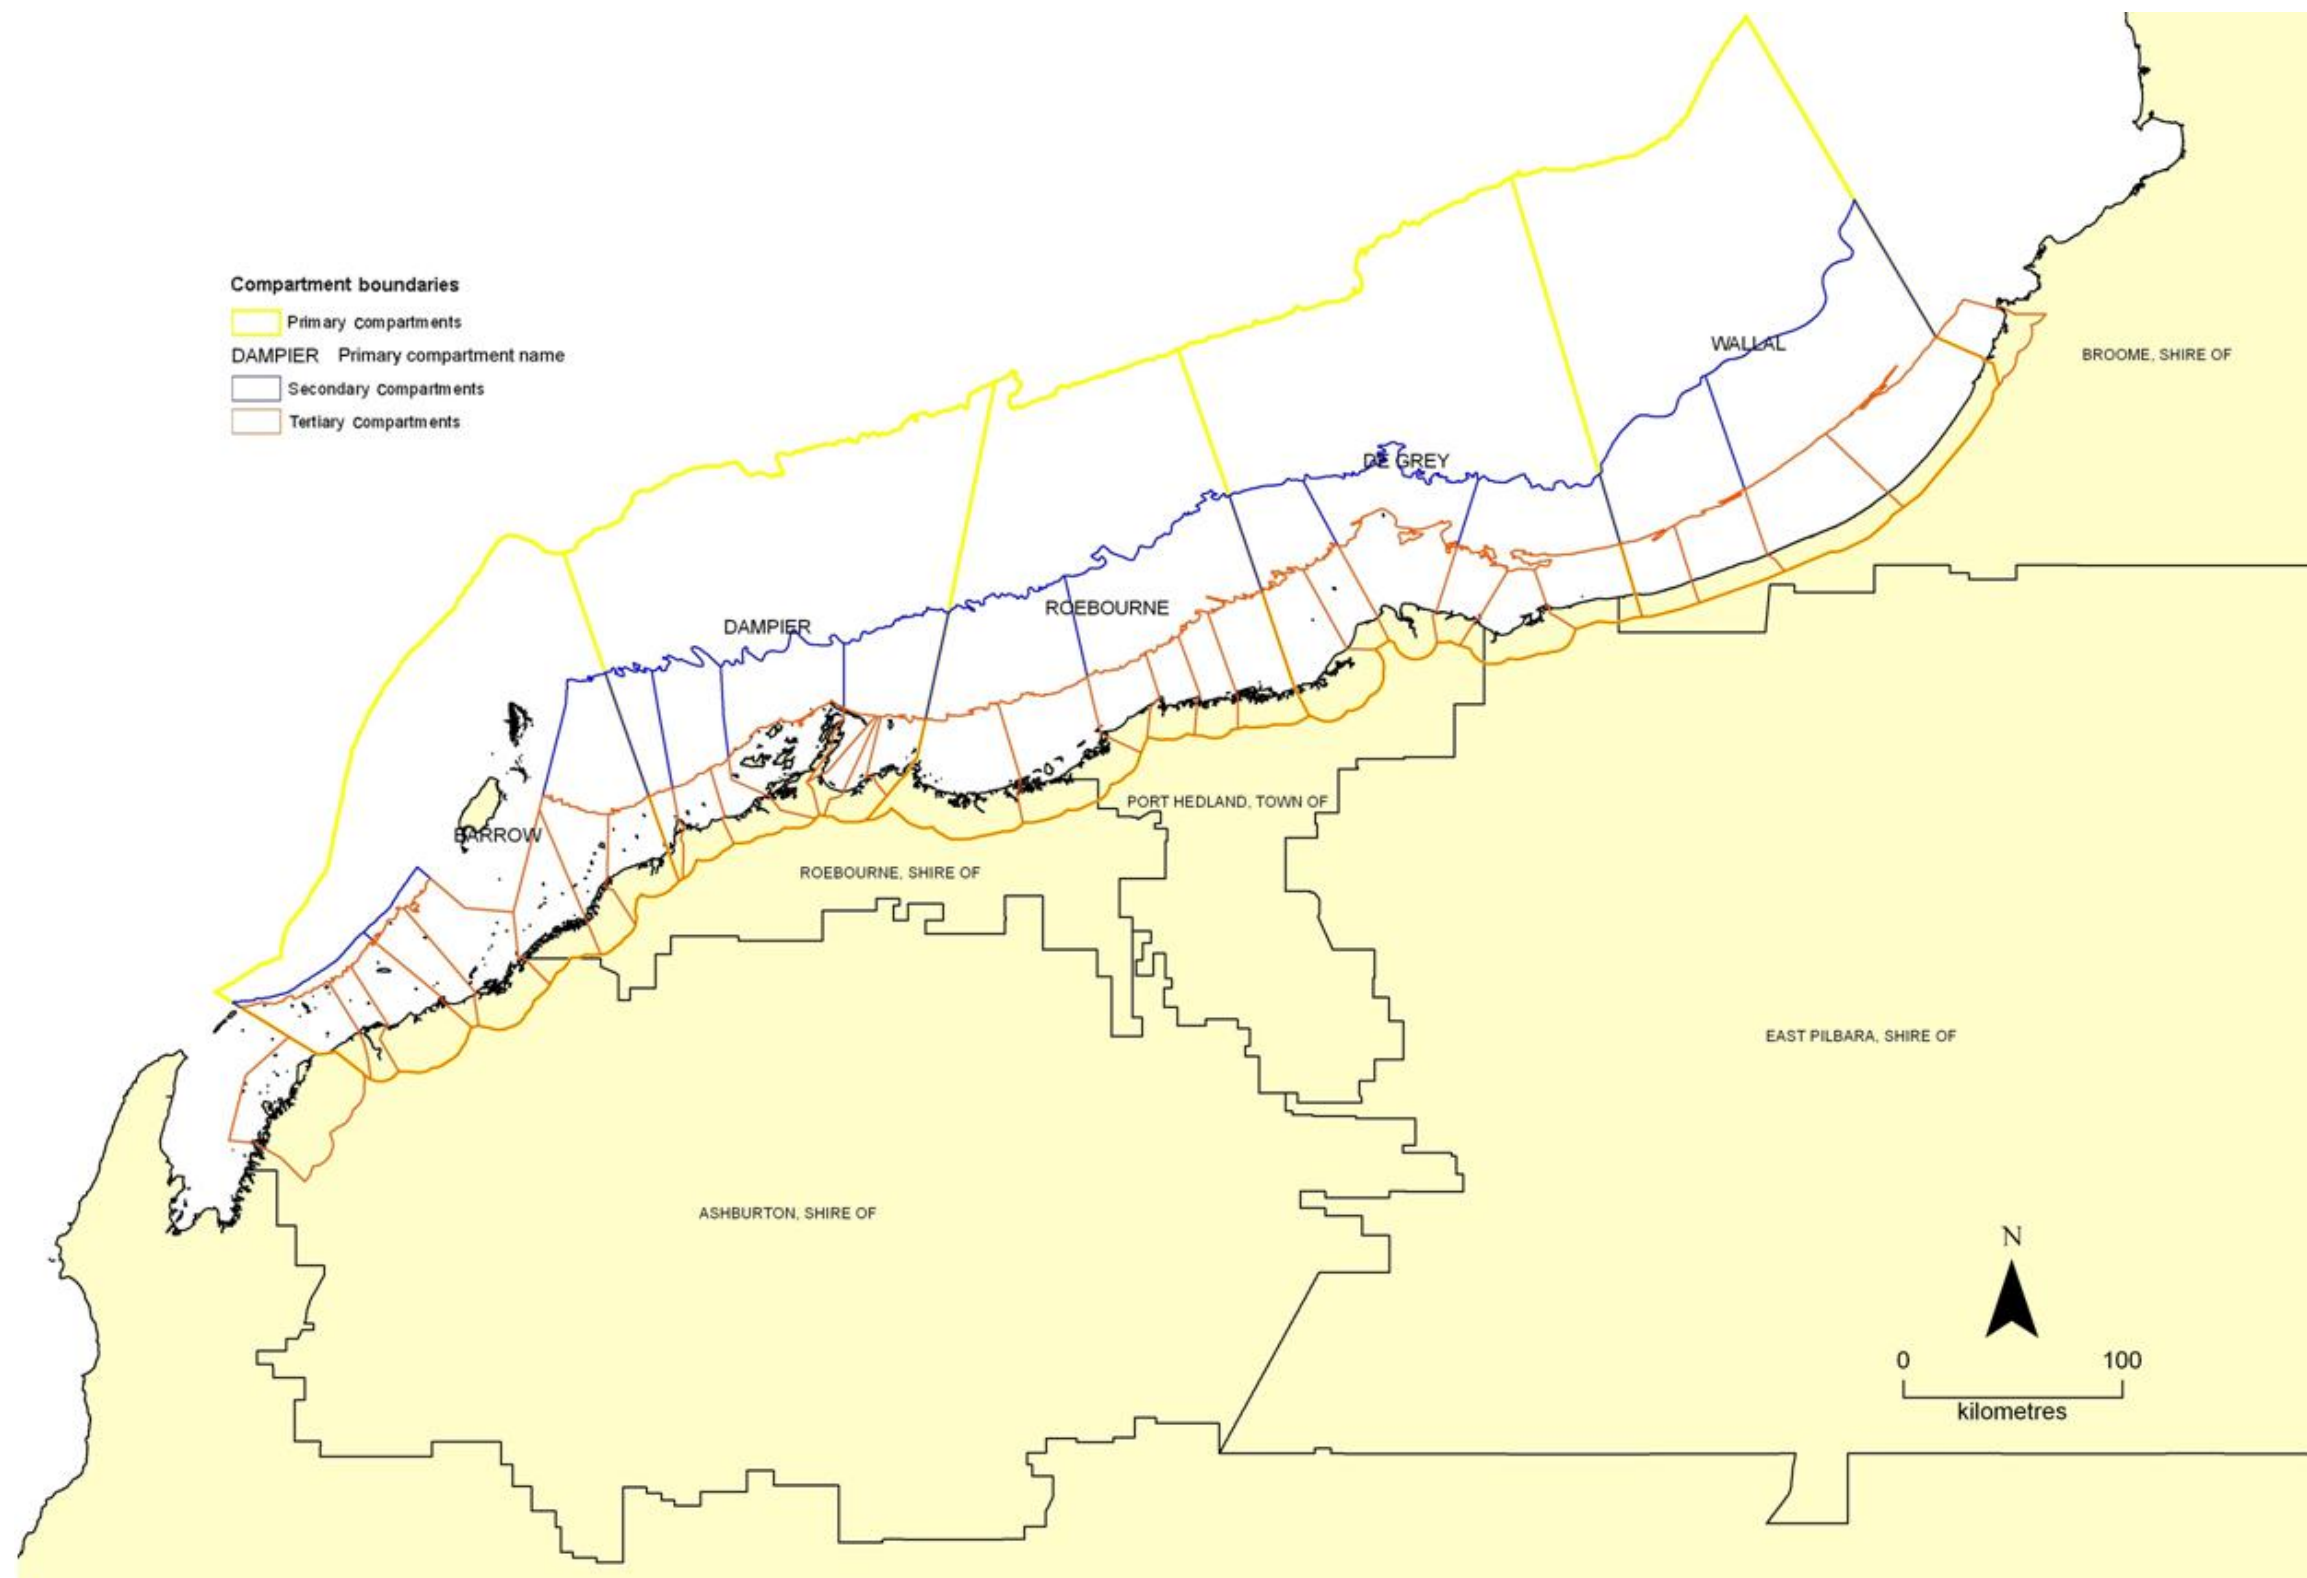 Compartment boundaries
Primary compartments
DAMPIER Primary compartment name
Secondary compartments
Tertiary compartments
WALLAL
BROOME, SHIRE OF
DE GREY
ROEBOURNE
DAMPIER
PORT HEDLAND, TOWN OF
BARROW
ROEBOURNE, SHIRE OF
EAST PILBARA, SHIRE OF
ASHBURTON, SHIRE OF
N
0 100
kilometres